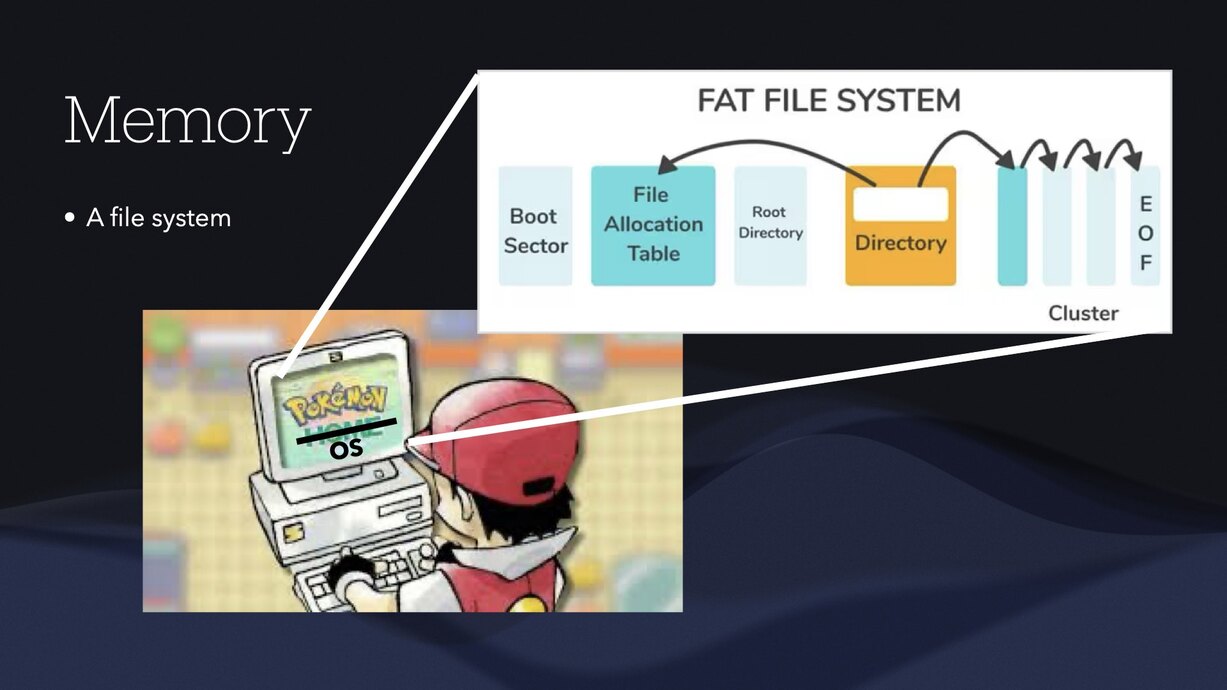 Memory
• A file system
FAT FILE SYSTEM
Boot
Sector
File
Allocation
Table
Root
Directory
Directory
E
O
F
Cluster
POKéMON
HOME
OS